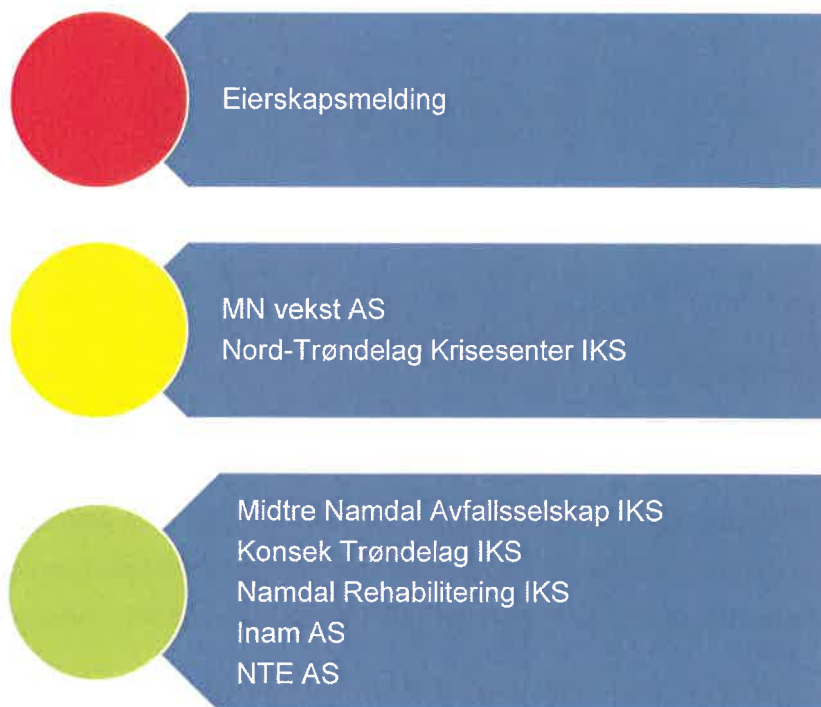 Eierskapsmelding
MN vekst AS
Nord-Trøndelag Krisesenter IKS
Midtre Namdal Avfallsselskap IKS
Konsek Trøndelag IKS
Namdal Rehabilitering IKS
Inam AS
NTE AS